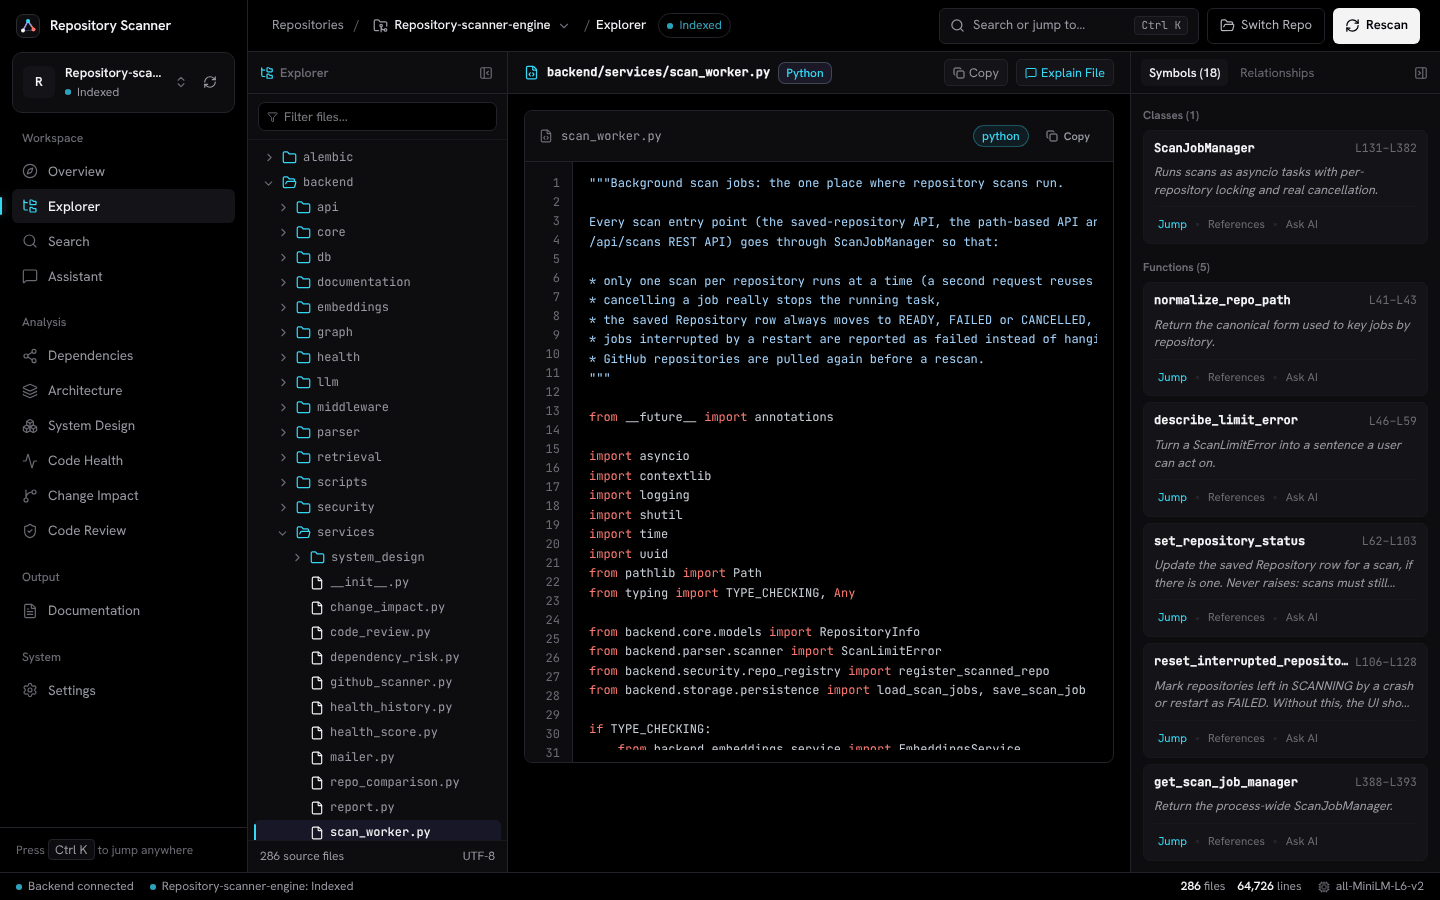 Repository Scanner
R
Repository-sca...
Indexed
Workspace
Overview
Explorer
Search
Assistant
Analysis
Dependencies
Architecture
System Design
Code Health
Change Impact
Code Review
Output
Documentation
System
Settings
Press Ctrl K to jump anywhere
Repositories / Repository-scanner-engine / Explorer Indexed
Search or jump to... Ctrl K
Switch Repo
Rescan
Explorer
Filter files...
alembic
backend
api
core
db
documentation
embeddings
graph
health
llm
middleware
parser
retrieval
scripts
security
services
system_design
__init__.py
change_impact.py
code_review.py
dependency_risk.py
github_scanner.py
health_history.py
health_score.py
mailer.py
repo_comparison.py
report.py
scan_worker.py
286 source files UTF-8
backend/services/scan_worker.py Python
Copy
Explain File
scan_worker.py
python
Copy
1 """Background scan jobs: the one place where repository scans run.
2
3 Every scan entry point (the saved-repository API, the path-based API an
4 /api/scans REST API) goes through ScanJobManager so that:
5
6 * only one scan per repository runs at a time (a second request reuses
7 * cancelling a job really stops the running task,
8 * the saved Repository row always moves to READY, FAILED or CANCELLED,
9 * jobs interrupted by a restart are reported as failed instead of hangi
10 * GitHub repositories are pulled again before a rescan.
11 """
12
13 from __future__ import annotations
14
15 import asyncio
16 import contextlib
17 import logging
18 import shutil
19 import time
20 import uuid
21 from pathlib import Path
22 from typing import TYPE_CHECKING, Any
23
24 from backend.core.models import RepositoryInfo
25 from backend.parser.scanner import ScanLimitError
26 from backend.security.repo_registry import register_scanned_repo
27 from backend.storage.persistence import load_scan_jobs, save_scan_job
28
29 if TYPE_CHECKING:
30 from backend.embeddings.service import EmbeddingsService
31
Symbols (18) Relationships
Classes (1)
ScanJobManager L131–L382
Runs scans as asyncio tasks with per-
repository locking and real cancellation.
Jump • References • Ask AI
Functions (5)
normalize_repo_path L41–L43
Return the canonical form used to key jobs by
repository.
Jump • References • Ask AI
describe_limit_error L46–L59
Turn a ScanLimitError into a sentence a user
can act on.
Jump • References • Ask AI
set_repository_status L62–L103
Update the saved Repository row for a scan, if
there is one. Never raises: scans must still...
Jump • References • Ask AI
reset_interrupted_reposito... L106–L128
Mark repositories left in SCANNING by a crash
or restart as FAILED. Without this, the UI sho...
Jump • References • Ask AI
get_scan_job_manager L388–L393
Return the process-wide ScanJobManager.
Jump • References • Ask AI
Backend connected
Repository-scanner-engine: Indexed
286 files 64,726 lines all-MiniLM-L6-v2